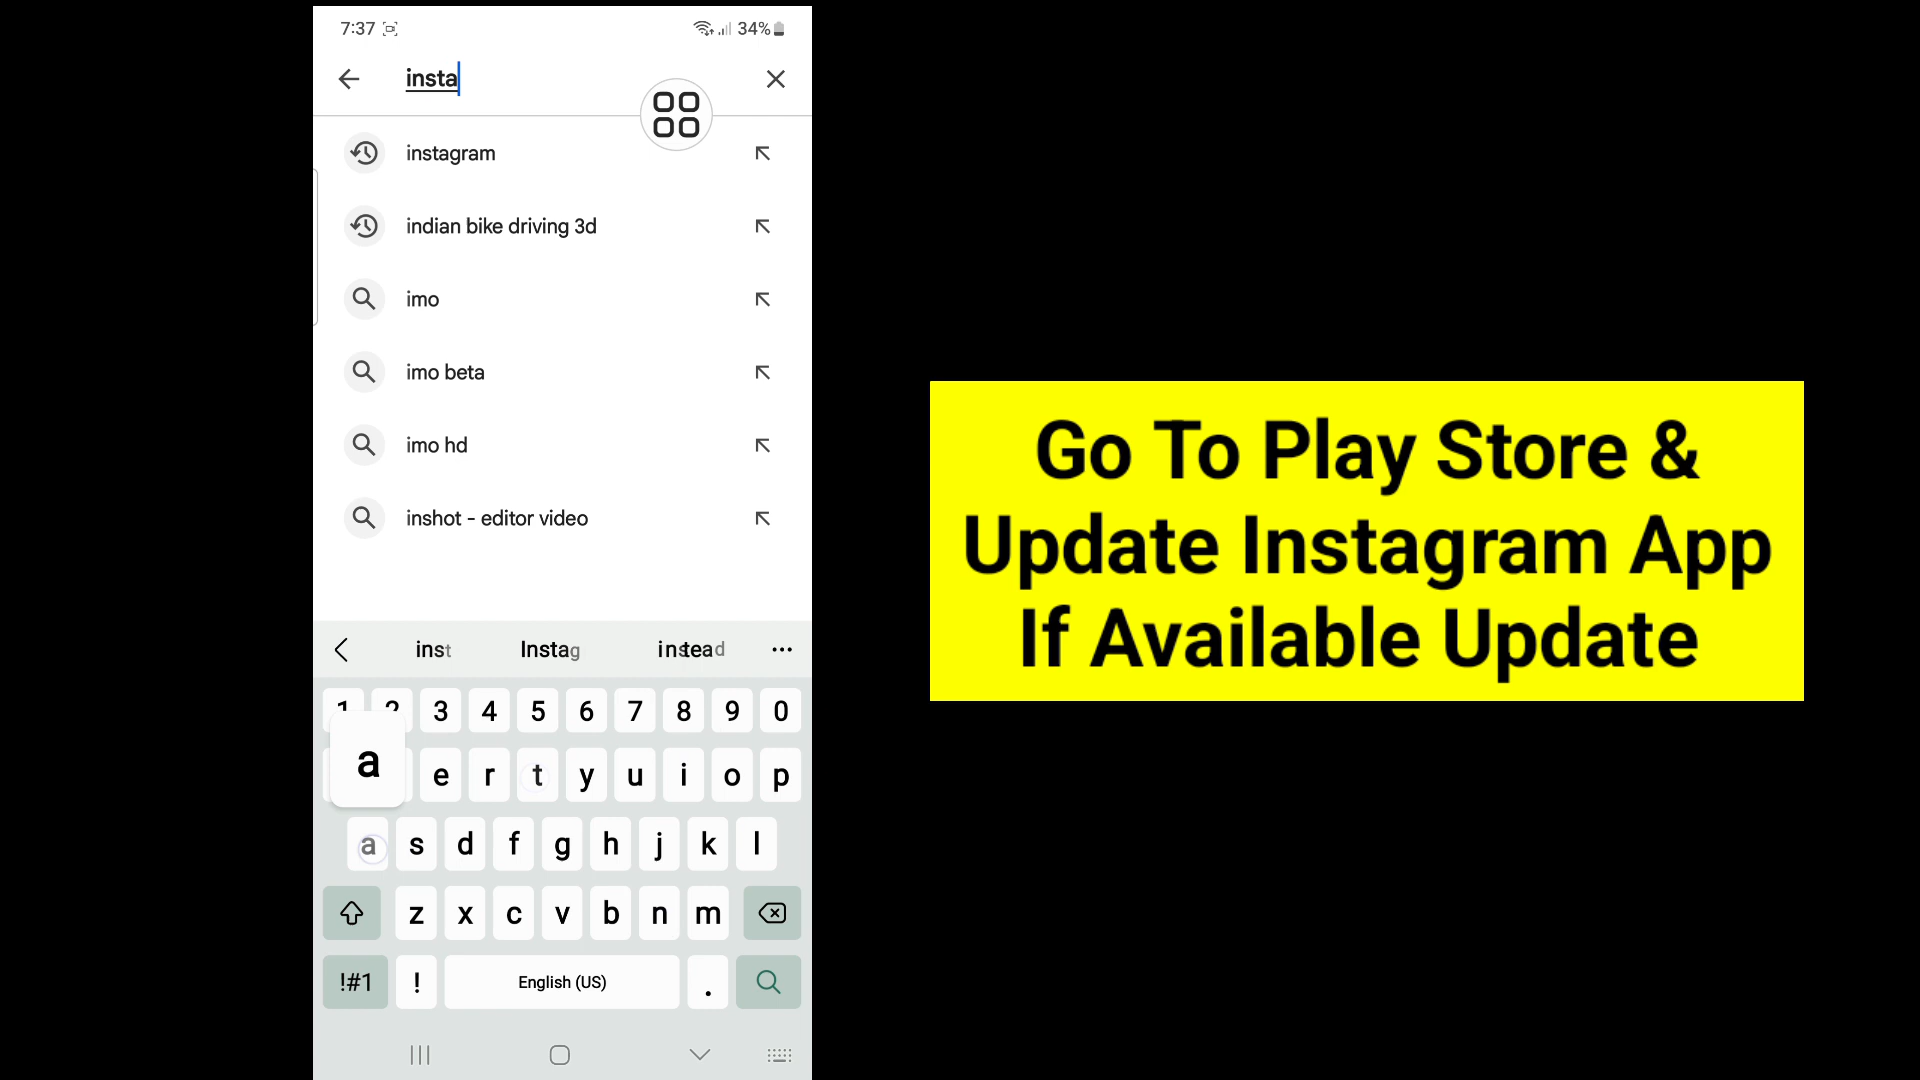 7:37
34%
insta
instagram
indian bike driving 3d
imo
imo beta
imo hd
inshot - editor video
inst
Instag
instead
1 2 3 4 5 6 7 8 9 0
a
e r t y u i o p
a s d f g h j k l
z x c v b n m
!#1 ! English (US) .
Go To Play Store &
Update Instagram App
If Available Update